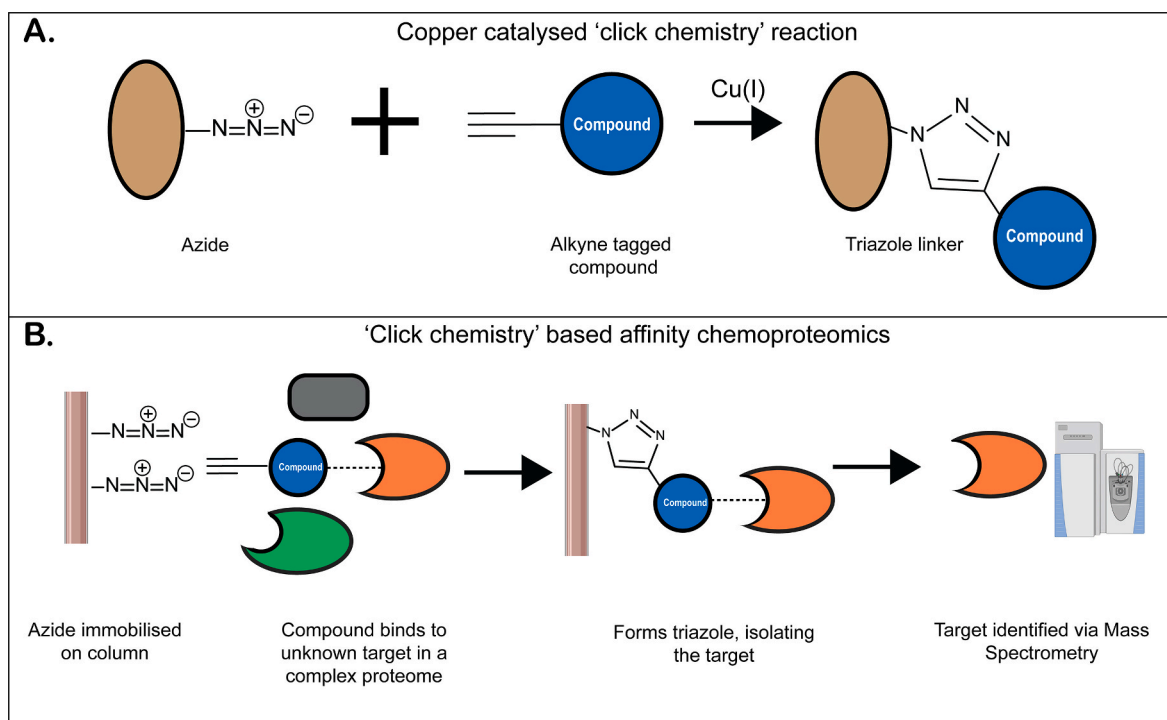 A.
Copper catalysed ‘click chemistry’ reaction
–N=N=N
+
–
Compound
Cu(I)
N
N
N
Compound
Azide
Alkyne tagged
compound
Triazole linker
B.
‘Click chemistry’ based affinity chemoproteomics
–N=N=N
+
–
–N=N=N
+
–
Compound
N
N
N
Compound
Azide immobilised
on column
Compound binds to
unknown target in a
complex proteome
Forms triazole, isolating
the target
Target identified via Mass
Spectrometry